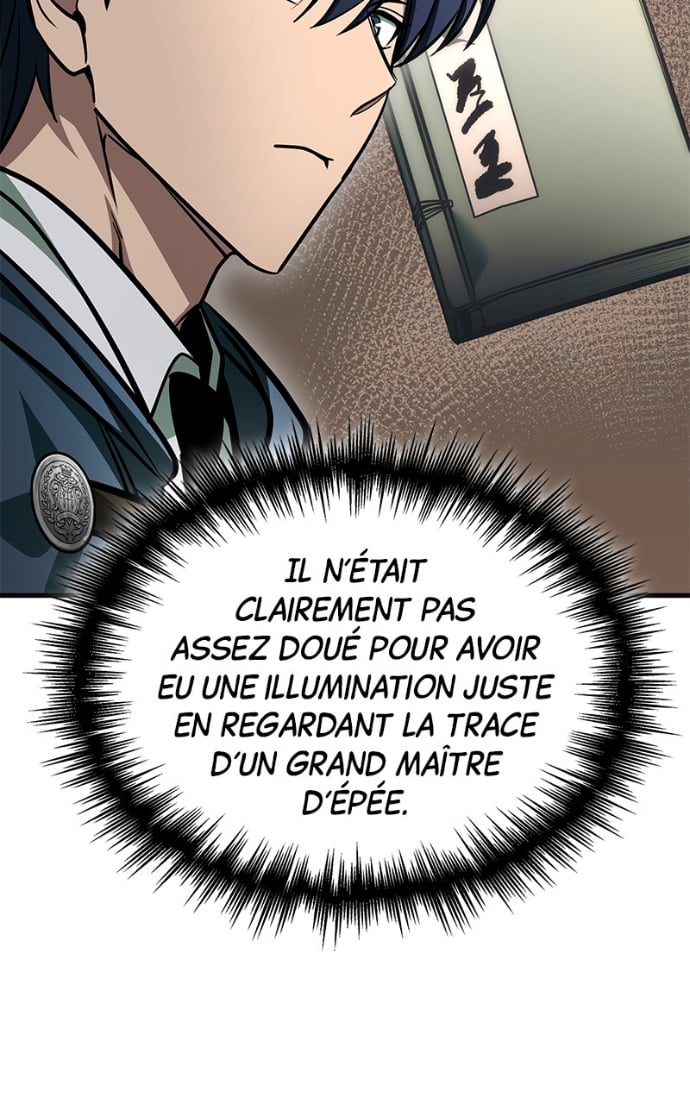 IL N'ÉTAIT
CLAIREMENT PAS
ASSEZ DOUÉ POUR AVOIR
EU UNE ILLUMINATION JUSTE
EN REGARDANT LA TRACE
D'UN GRAND MAÎTRE
D'ÉPÉE.